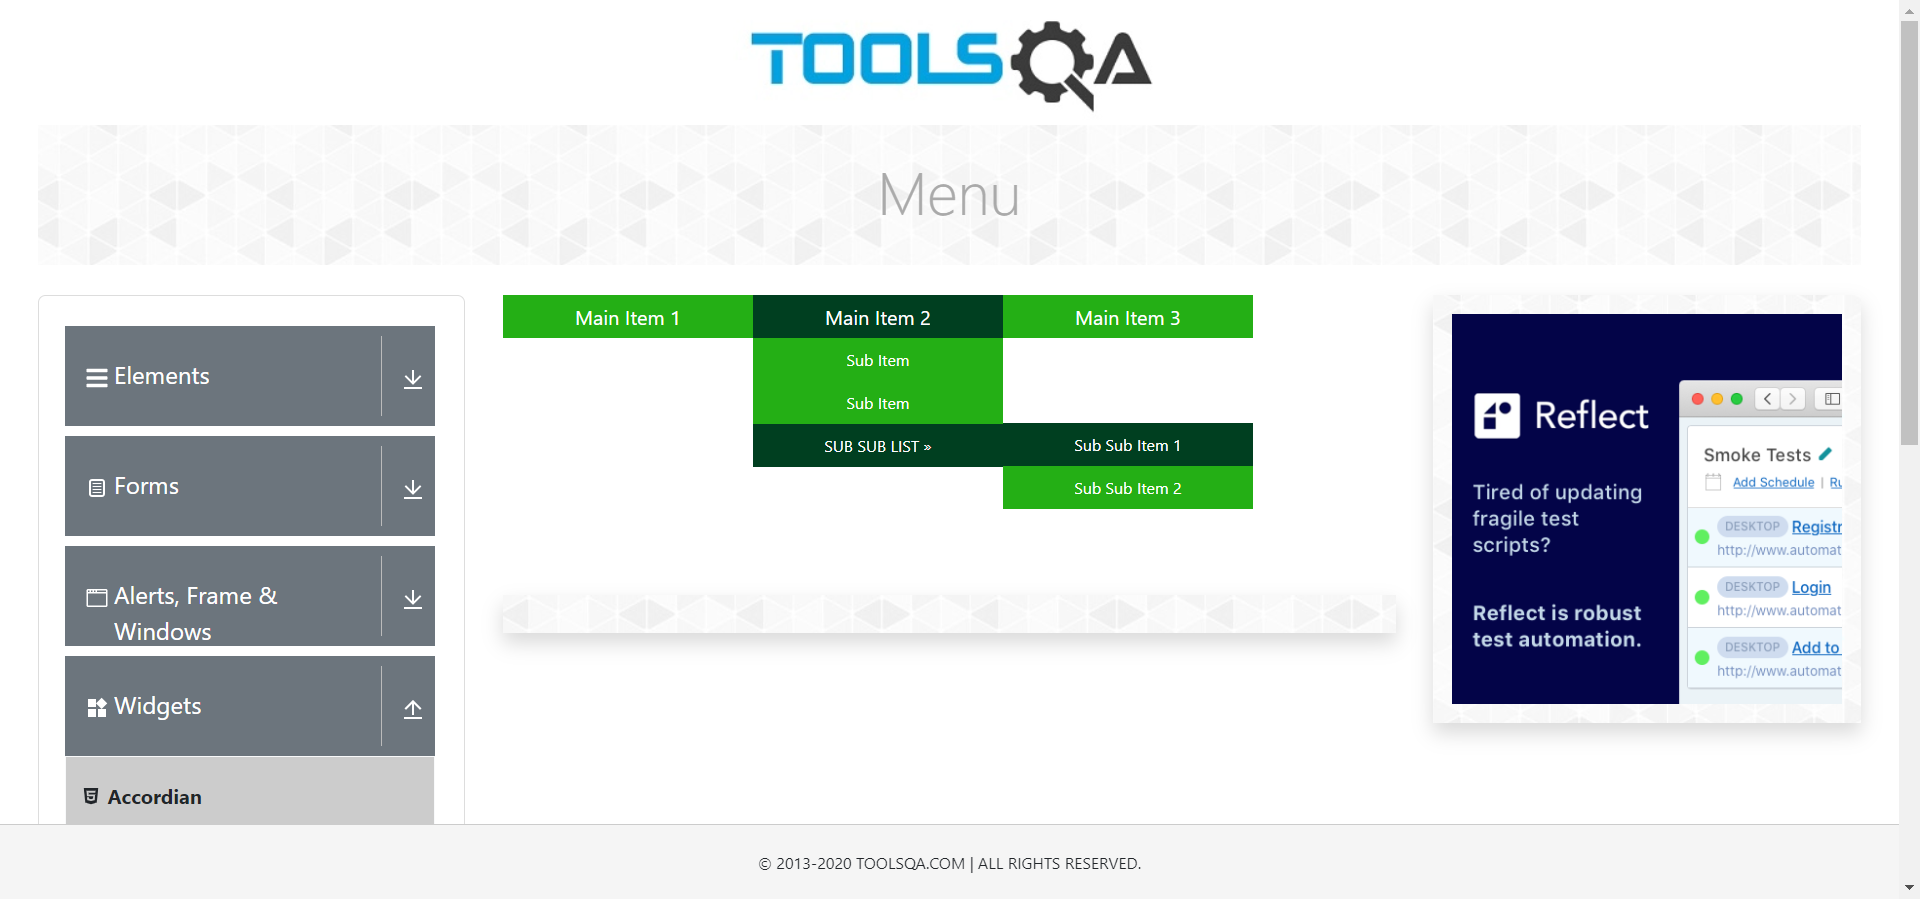 TOOLSQA
Menu
Elements
Forms
Alerts, Frame &
Windows
Widgets
Accordian
Main Item 1
Main Item 2
Main Item 3
Sub Item
Sub Item
SUB SUB LIST »
Sub Sub Item 1
Sub Sub Item 2
Reflect
Tired of updating
fragile test
scripts?
Reflect is robust
test automation.
Smoke Tests
Add Schedule | Ru
DESKTOP Registr
http://www.automat
DESKTOP Login
http://www.automat
DESKTOP Add to
http://www.automat
© 2013-2020 TOOLSQA.COM | ALL RIGHTS RESERVED.